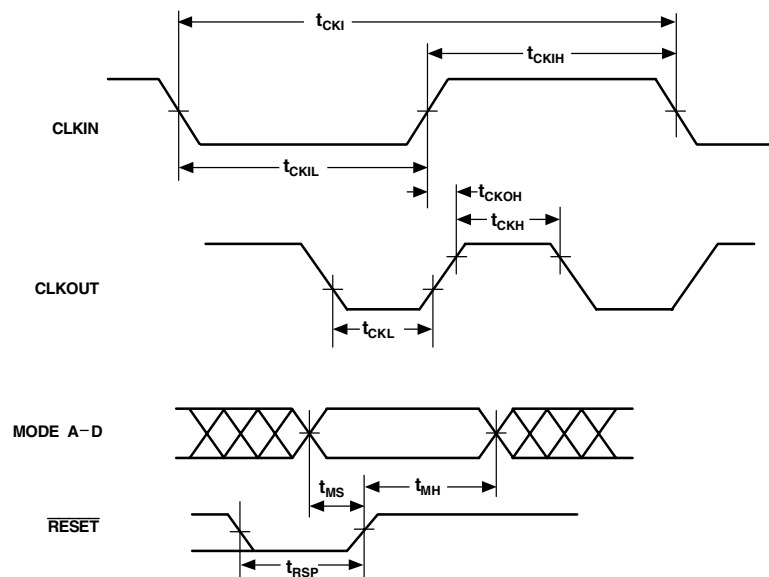 tCKI
tCKIH
CLKIN
tCKIL
tCKOH
tCKH
CLKOUT
tCKL
MODE A–D
tMS
tMH
RESET
tRSP